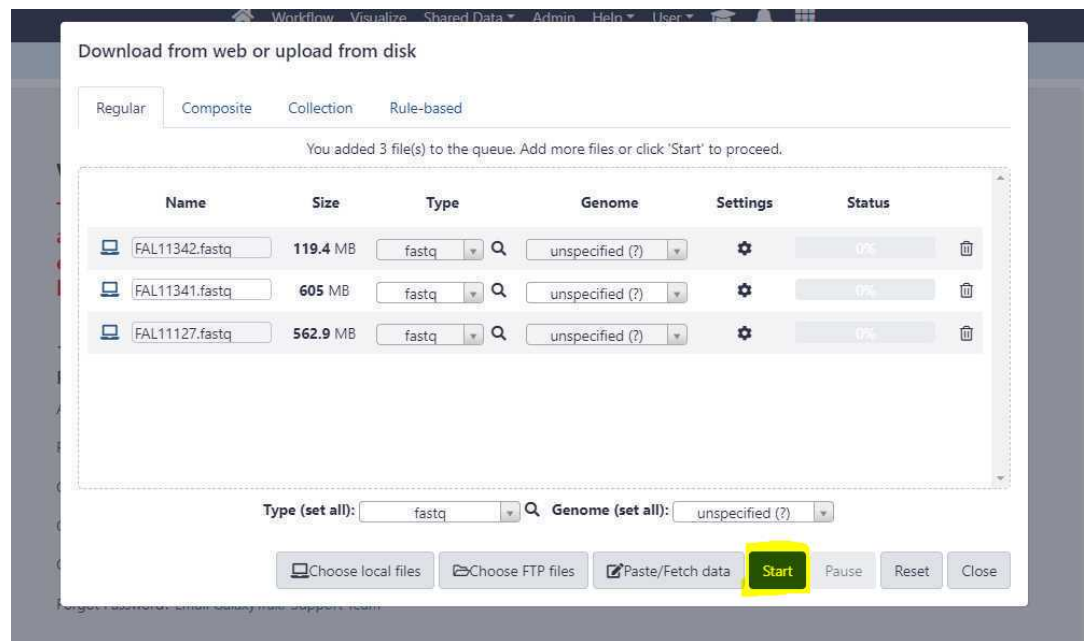 Workflow Visualize Shared Data Admin Help User
Download from web or upload from disk
Regular Composite Collection Rule-based
You added 3 file(s) to the queue. Add more files or click 'Start' to proceed.
Name Size Type Genome Settings Status
FAL11342.fastq 119.4 MB fastq unspecified (?) 0%
FAL11341.fastq 605 MB fastq unspecified (?) 0%
FAL11127.fastq 562.9 MB fastq unspecified (?) 0%
Type (set all): fastq Genome (set all): unspecified (?)
Choose local files Choose FTP files Paste/Fetch data Start Pause Reset Close